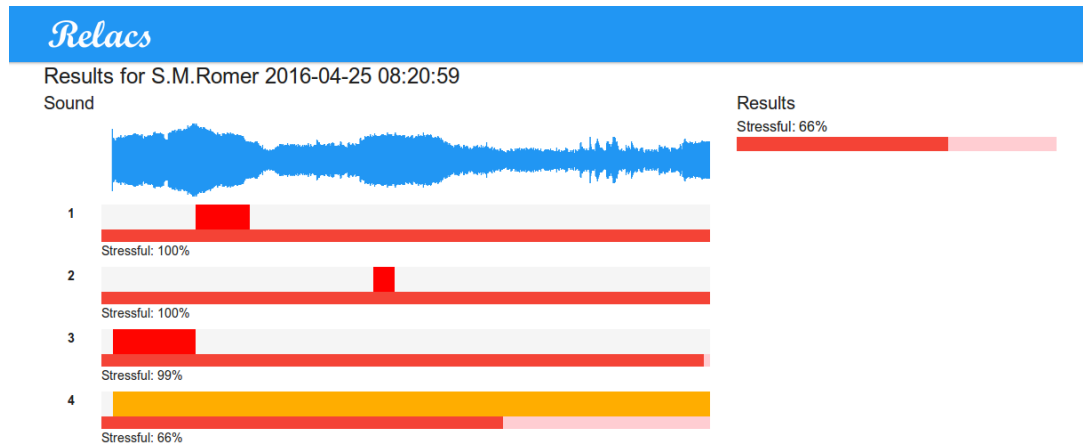 Relacs
Results for S.M.Romer 2016-04-25 08:20:59
Sound
Results
Stressful: 66%
1
Stressful: 100%
2
Stressful: 100%
3
Stressful: 99%
4
Stressful: 66%